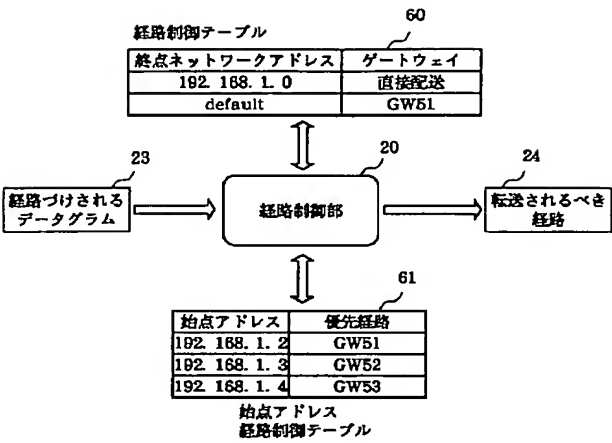 経路制御テーブル
60
終点ネットワークアドレス ゲートウェイ
192. 168. 1. 0 直接配送
default GW51
23
20
24
経路づけされる
データグラム
経路制御部
転送されるべき
経路
61
始点アドレス 優先経路
192. 168. 1. 2 GW51
192. 168. 1. 3 GW52
192. 168. 1. 4 GW53
始点アドレス
経路制御テーブル